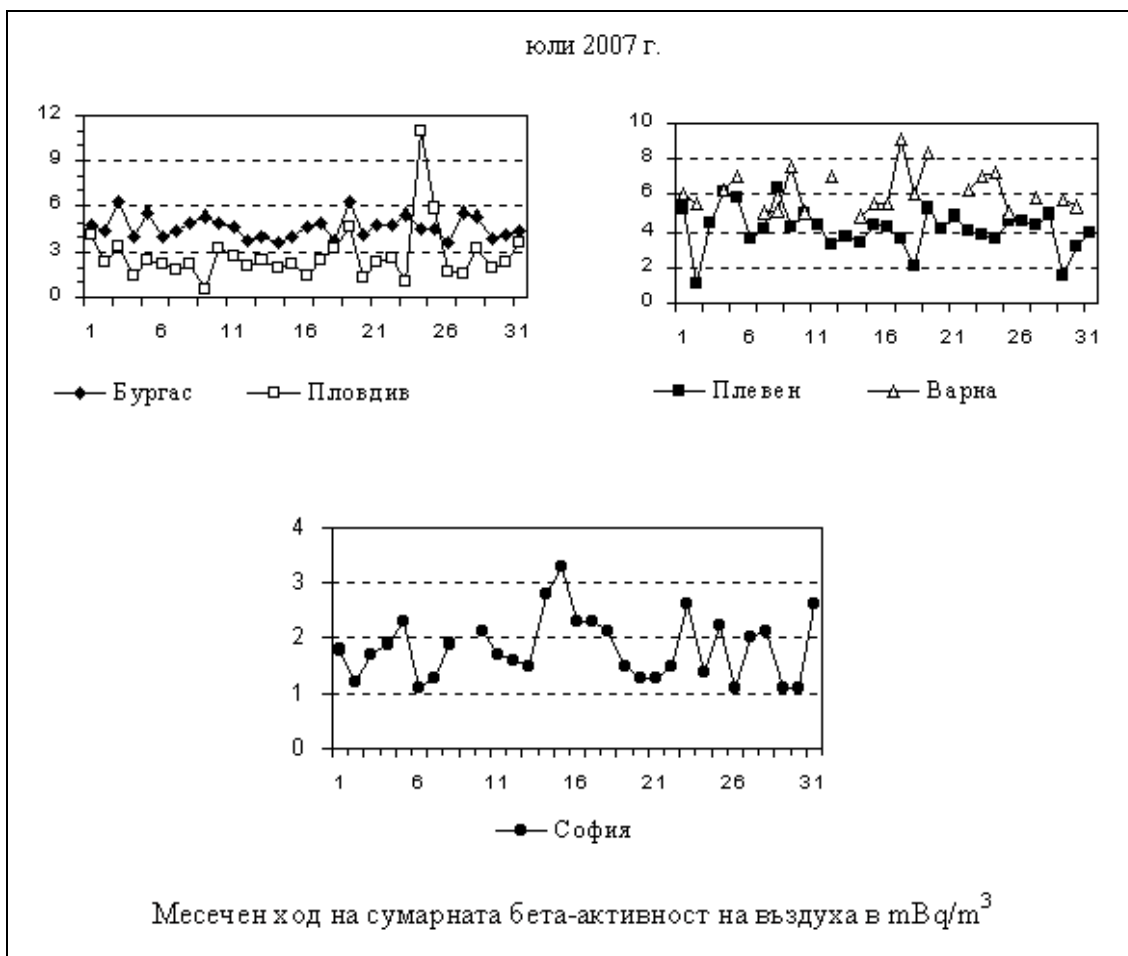 юли 2007 г.
12
9
6
3
0
1 6 11 16 21 26 31
Бургас Пловдив
10
8
6
4
2
0
1 6 11 16 21 26 31
Плевен Варна
4
3
2
1
0
1 6 11 16 21 26 31
София
Месечен ход на сумарната бета-активност на въздуха в mBq/m³